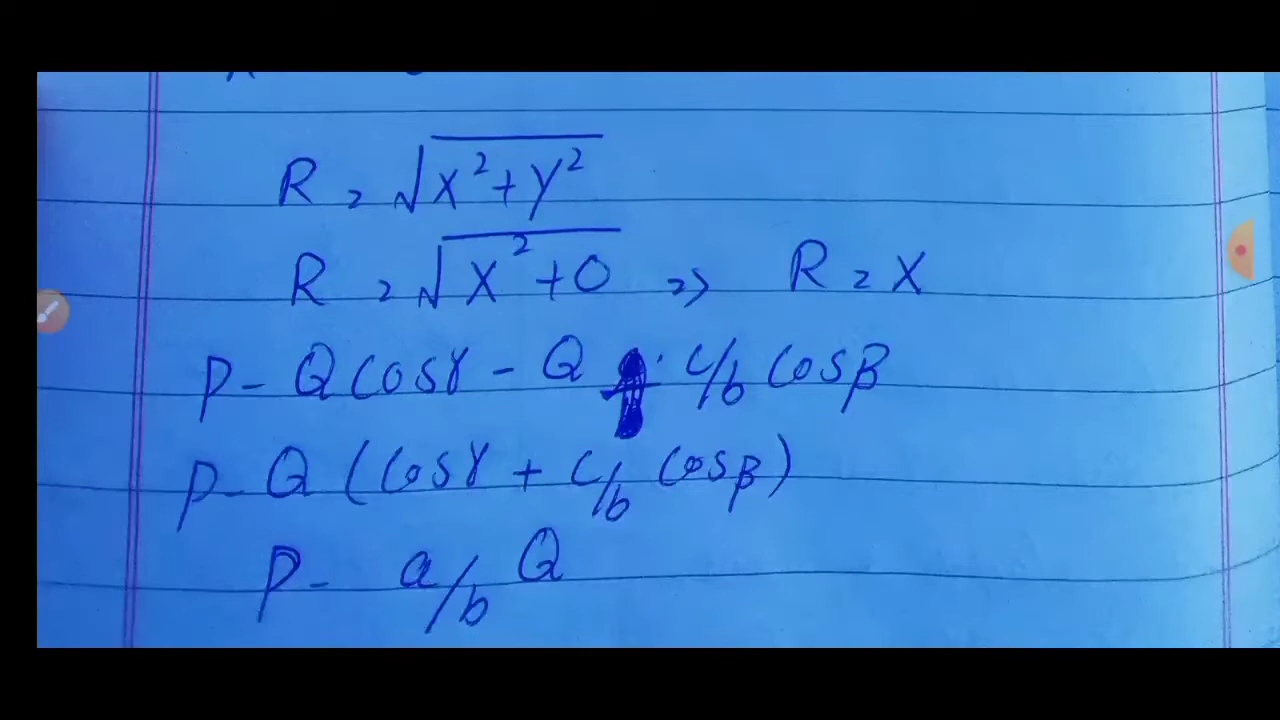 R = √x²+y²
R = √x²+0 => R = X
P - Q Cosγ - Q · c/b Cosβ
P - Q (Cosγ + c/b Cosβ)
P - a/b Q